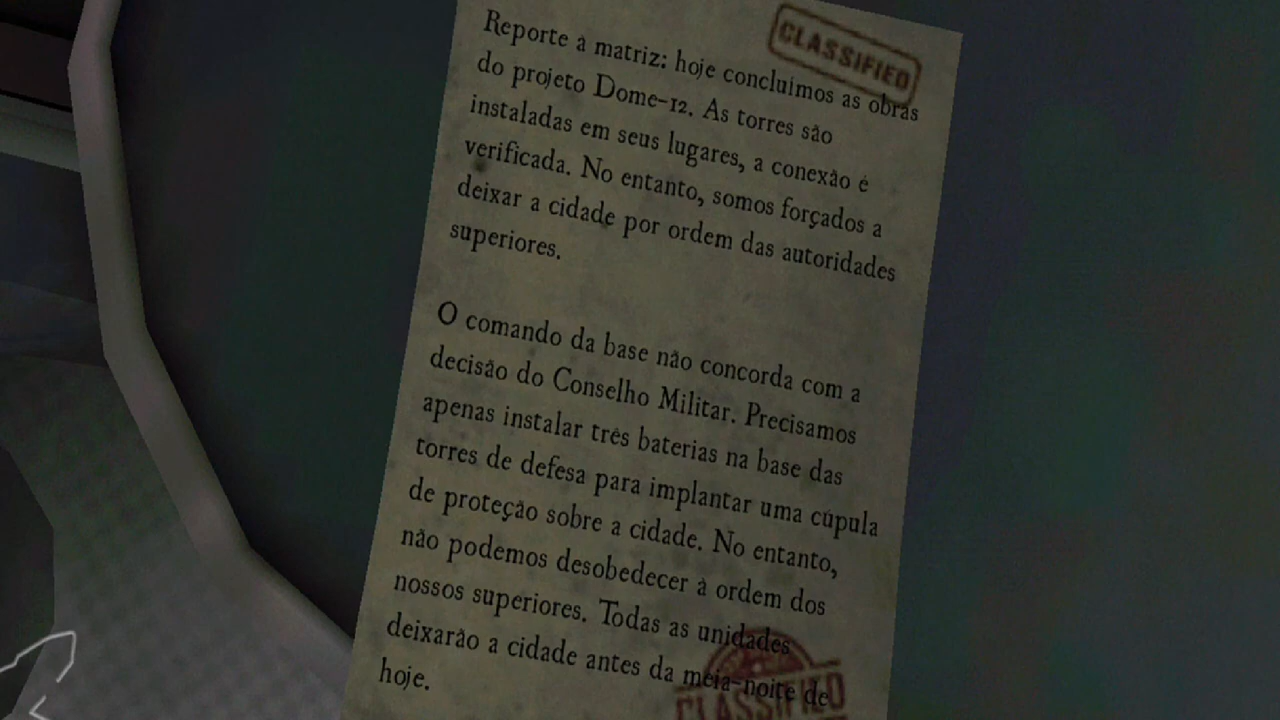 CLASSIFIED
Reporte à matriz: hoje concluímos as obras
do projeto Dome-12. As torres são
instaladas em seus lugares, a conexão é
verificada. No entanto, somos forçados a
deixar a cidade por ordem das autoridades
superiores.
O comando da base não concorda com a
decisão do Conselho Militar. Precisamos
apenas instalar três baterias na base das
torres de defesa para implantar uma cúpula
de proteção sobre a cidade. No entanto,
não podemos desobedecer à ordem dos
nossos superiores. Todas as unidades
deixarão a cidade antes da meia-noite de
hoje.
CLASSIFIED